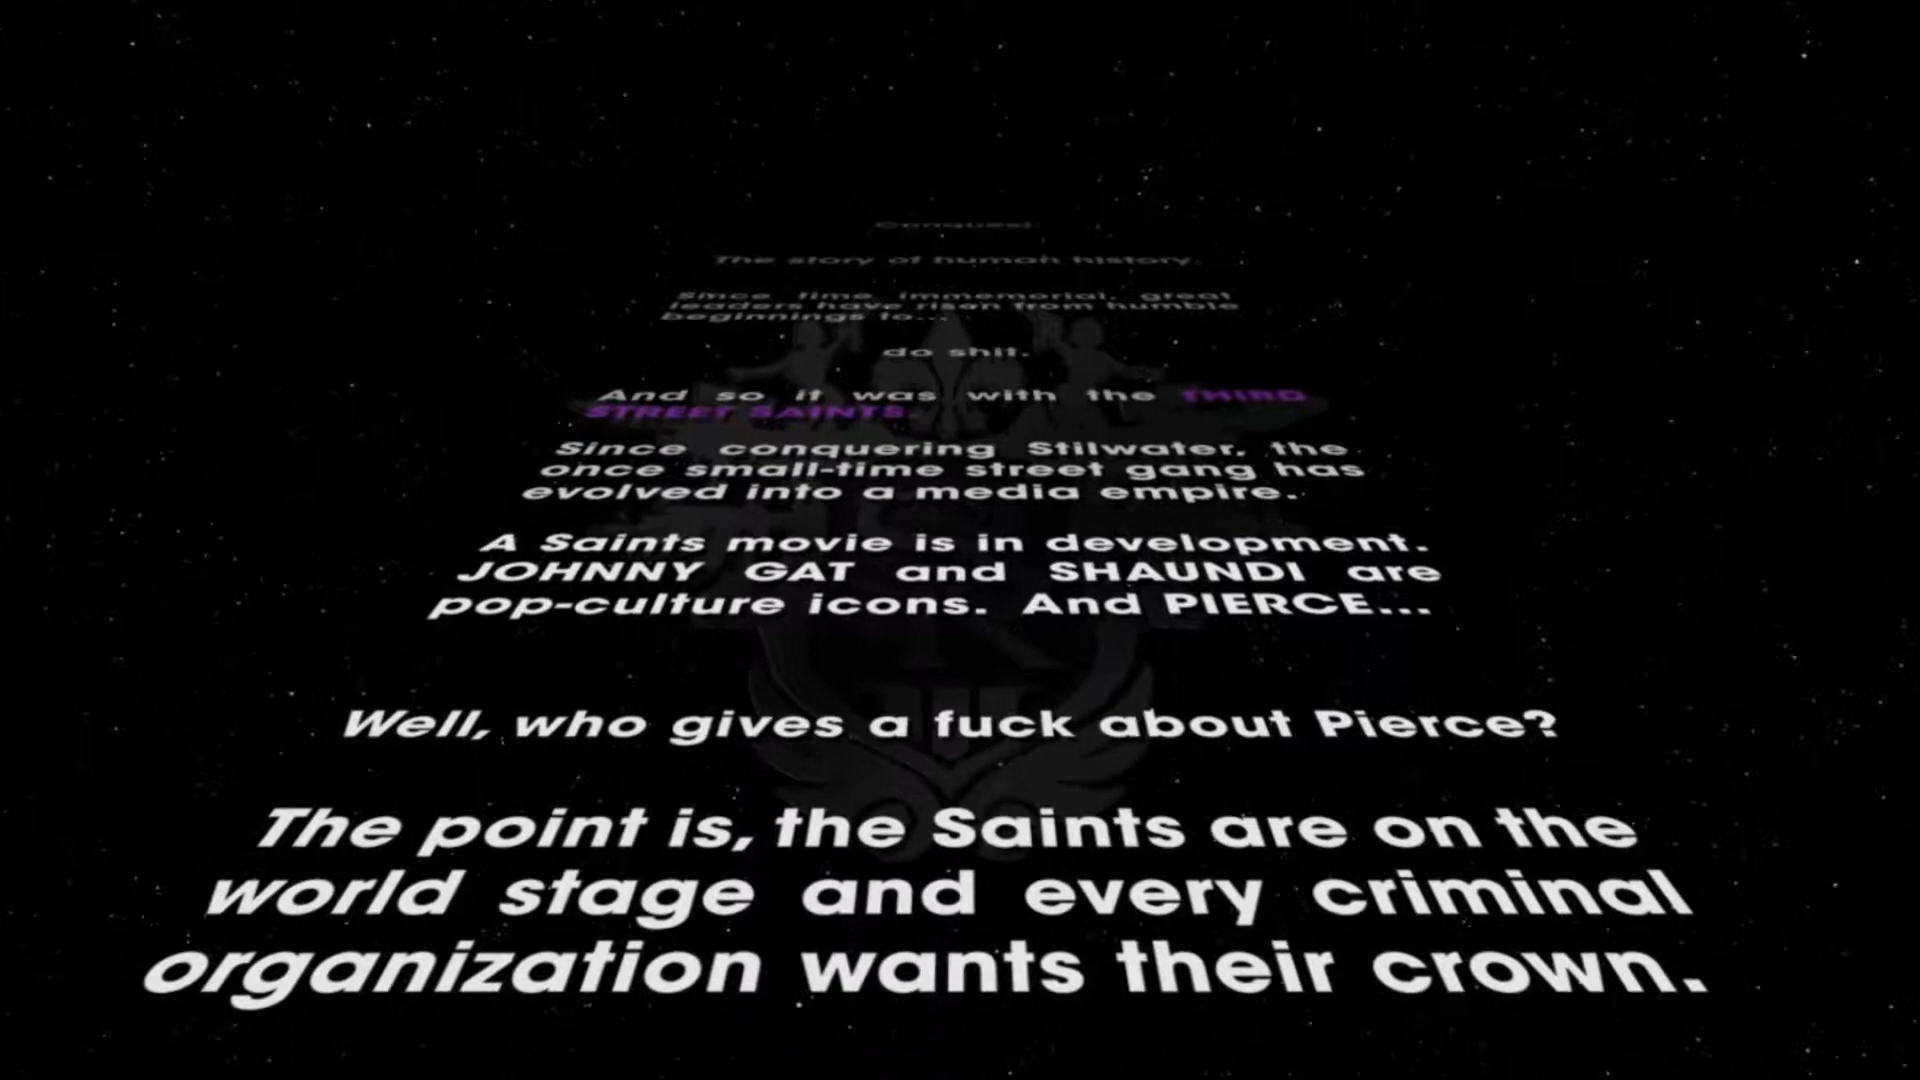 Conquest.
The story of human history.
Since time immemorial, great
leaders have risen from humble
beginnings to...
do shit.
And so it was with the THIRD
STREET SAINTS.
Since conquering Stilwater, the
once small-time street gang has
evolved into a media empire.
A Saints movie is in development.
JOHNNY GAT and SHAUNDI are
pop-culture icons. And PIERCE...
Well, who gives a fuck about Pierce?
The point is, the Saints are on the
world stage and every criminal
organization wants their crown.